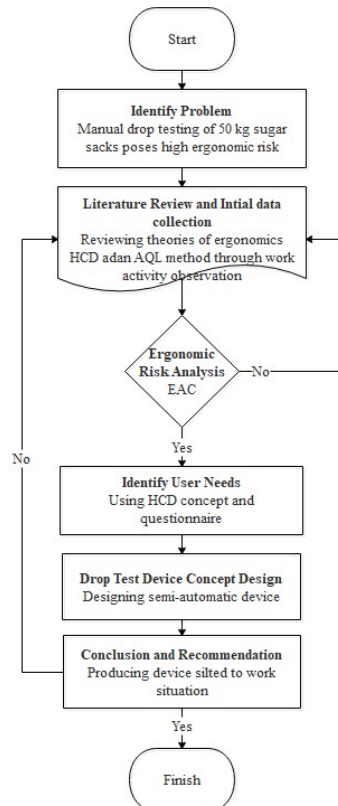 Start
Identify Problem
Manual drop testing of 50 kg sugar
sacks poses high ergonomic risk
Literature Review and Intial data
collection
Reviewing theories of ergonomics
HCD adan AQL method through work
activity observation
Ergonomic
Risk Analysis
EAC
No
Yes
No
Identify User Needs
Using HCD concept and
questionnaire
Drop Test Device Concept Design
Designing semi-automatic device
Conclusion and Recommendation
Producing device silted to work
situation
Yes
Finish